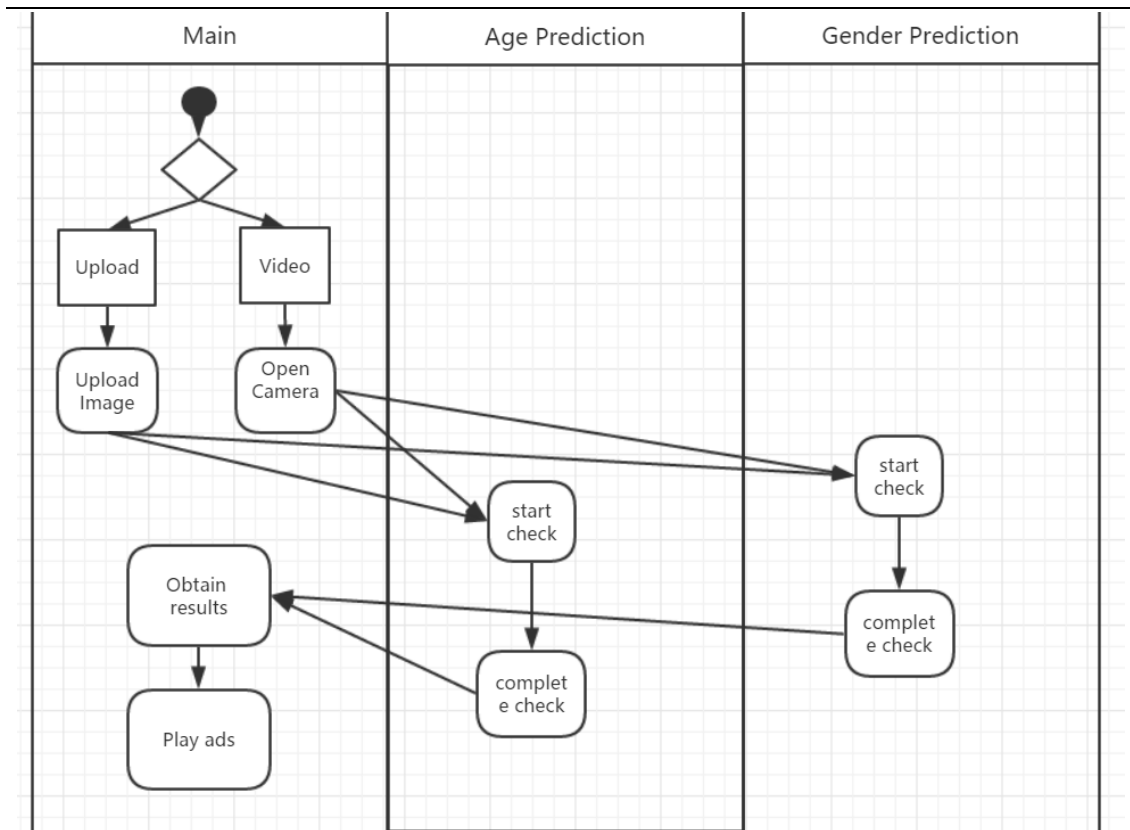 Main
Age Prediction
Gender Prediction
Upload
Video
Upload
Image
Open
Camera
start
check
start
check
Obtain
results
complet
e check
complet
e check
Play ads